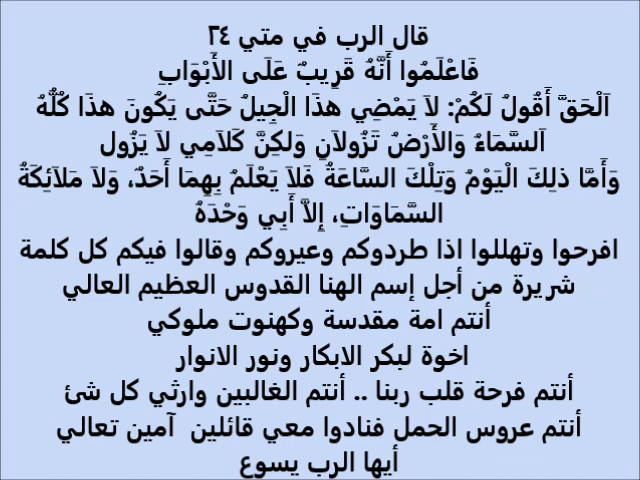 قال الرب في متي ٢٤
فَاعْلَمُوا أَنَّهُ قَرِيبٌ عَلَى الأَبْوَابِ
اَلْحَقَّ أَقُولُ لَكُمْ: لاَ يَمْضِي هذَا الْجِيلُ حَتَّى يَكُونَ هذَا كُلُّهُ
اَلسَّمَاءُ وَالأَرْضُ تَزُولاَنِ وَلكِنَّ كَلاَمِي لاَ يَزُول
وَأَمَّا ذلِكَ الْيَوْمُ وَتِلْكَ السَّاعَةُ فَلاَ يَعْلَمُ بِهِمَا أَحَدٌ، وَلاَ مَلاَئِكَةُ
السَّمَاوَاتِ، إِلاَّ أَبِي وَحْدَهُ
افرحوا وتهللوا اذا طردوكم وعيروكم وقالوا فيكم كل كلمة
شريرة من أجل إسم الهنا القدوس العظيم العالي
أنتم امة مقدسة وكهنوت ملوكي
اخوة لبكر الابكار ونور الانوار
أنتم فرحة قلب ربنا .. أنتم الغالبين وارثي كل شئ
أنتم عروس الحمل فنادوا معي قائلين آمين تعالي
أيها الرب يسوع